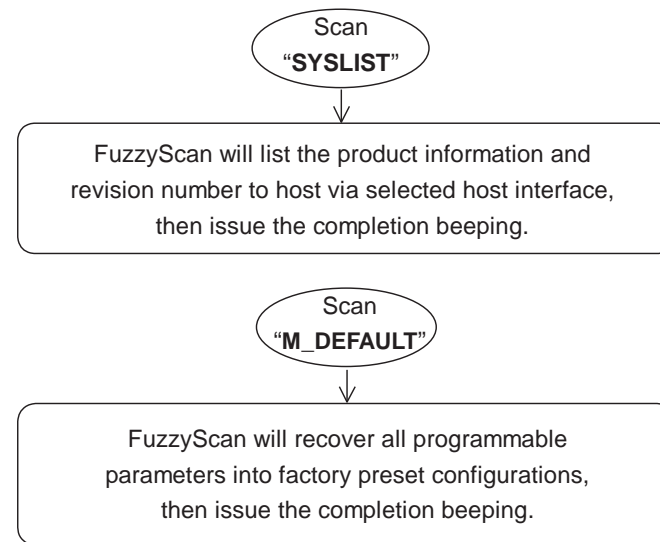 Scan
“SYSLIST”
FuzzyScan will list the product information and
revision number to host via selected host interface,
then issue the completion beeping.
Scan
“M_DEFAULT”
FuzzyScan will recover all programmable
parameters into factory preset configurations,
then issue the completion beeping.